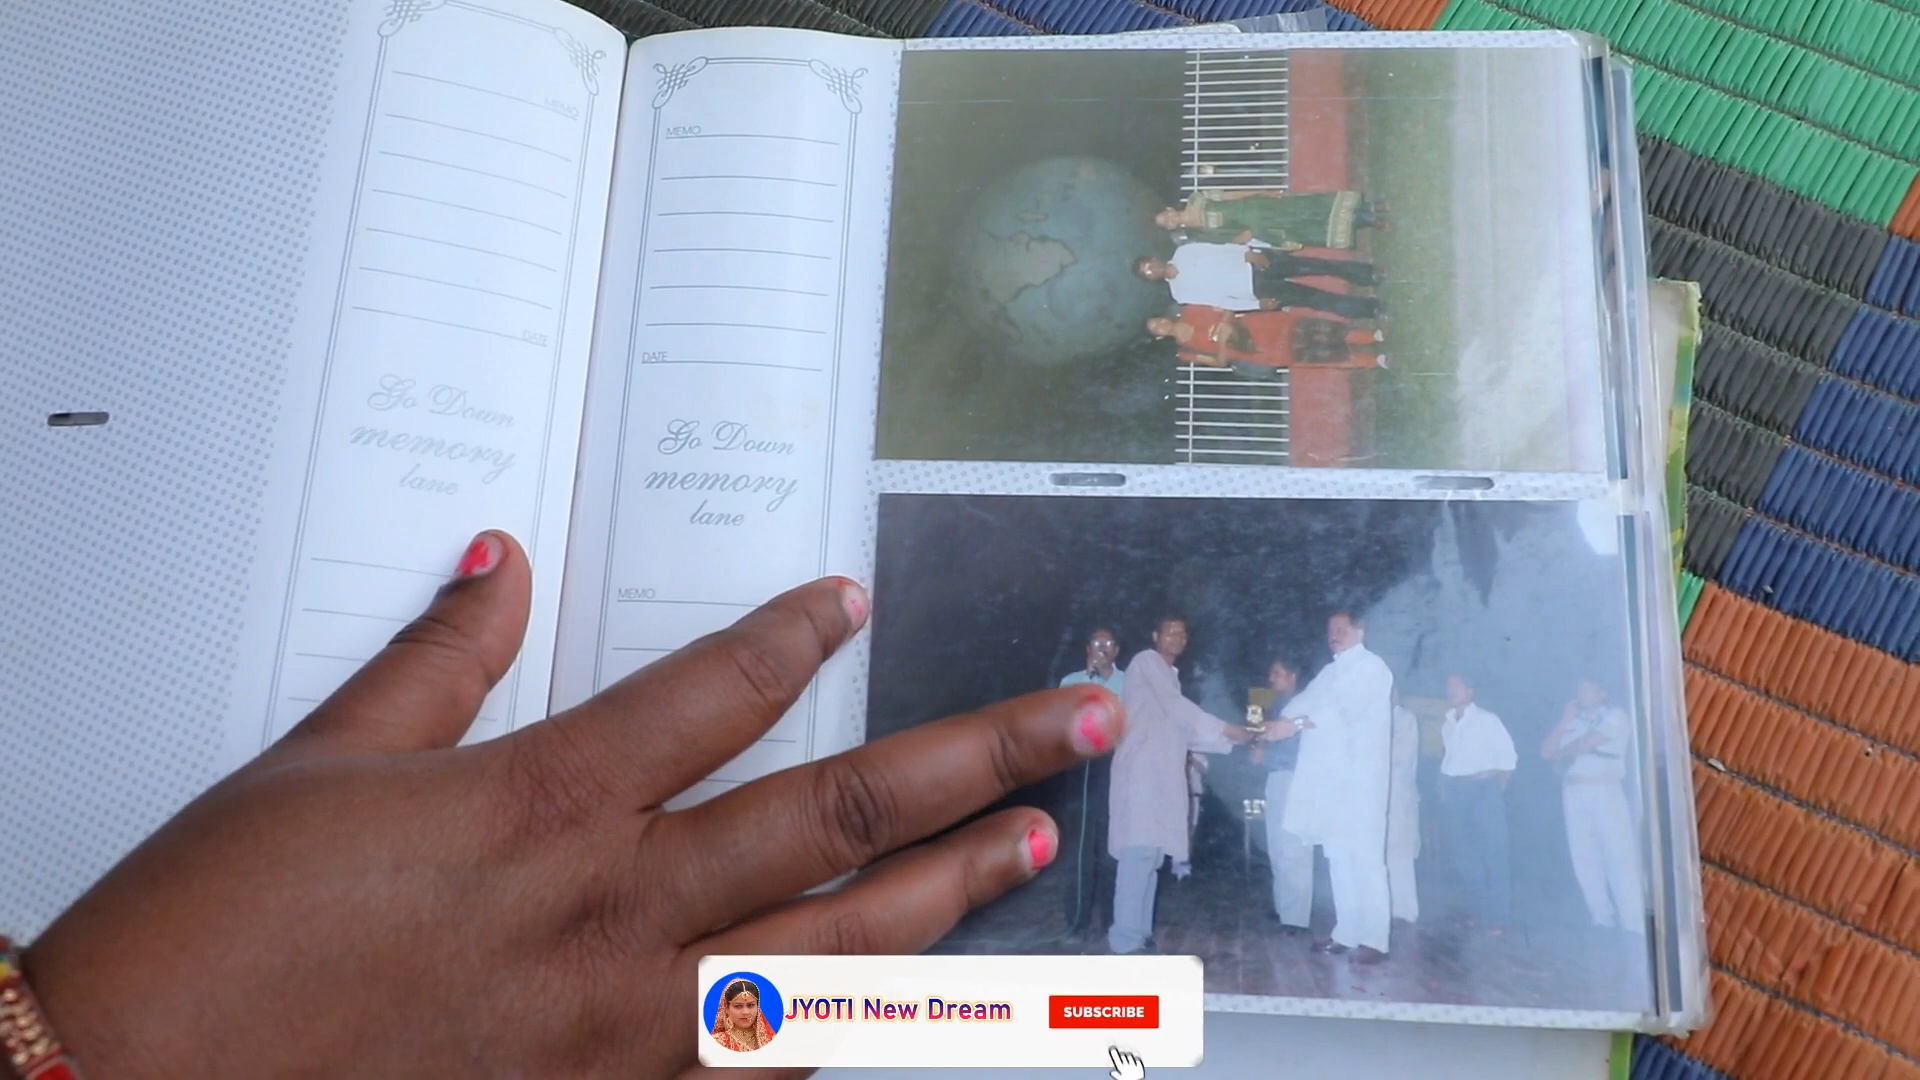 MEMO
DATE
Go Down
memory
lane
MEMO
DATE
Go Down
memory
lane
MEMO
JYOTI New Dream
SUBSCRIBE